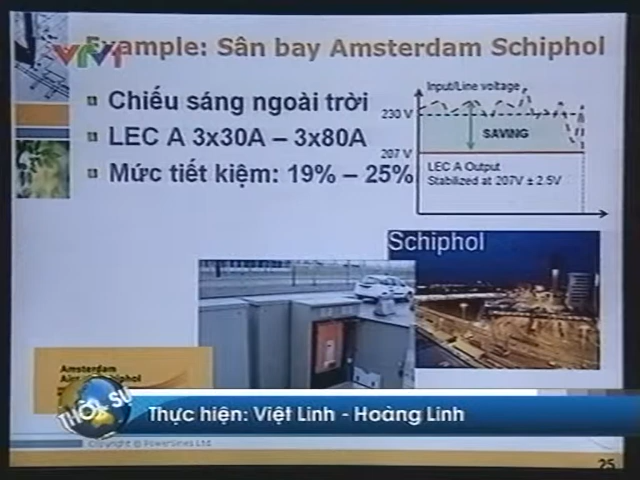 VTV1
Example: Sân bay Amsterdam Schiphol
Chiếu sáng ngoài trời
LEC A 3x30A – 3x80A
Mức tiết kiệm: 19% – 25%
Input/Line voltage
230 V
SAVING
207 V
LEC A Output
Stabilized at 207V ± 2.5V
Schiphol
Amsterdam
THỜI SỰ
Thực hiện: Việt Linh - Hoàng Linh
Copyright © PowerLines Ltd
25